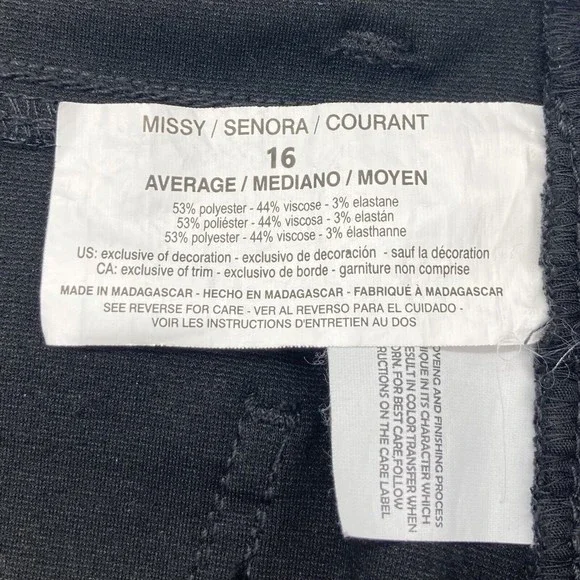 MISSY / SENORA / COURANT
16
AVERAGE / MEDIANO / MOYEN
53% polyester - 44% viscose - 3% elastane
53% poliéster - 44% viscosa - 3% elastán
53% polyester - 44% viscose - 3% élasthanne
US: exclusive of decoration - exclusivo de decoración - sauf la décoration
CA: exclusive of trim - exclusivo de borde - garniture non comprise
MADE IN MADAGASCAR - HECHO EN MADAGASCAR - FABRIQUÉ À MADAGASCAR
SEE REVERSE FOR CARE - VER AL REVERSO PARA EL CUIDADO -
VOIR LES INSTRUCTIONS D'ENTRETIEN AU DOS
AND FINISHING PROCESS
IN ITS CHARACTER WHICH
IN COLOR TRANSFER WHEN
FOR BEST CARE, FOLLOW
ON THE CARE LABEL